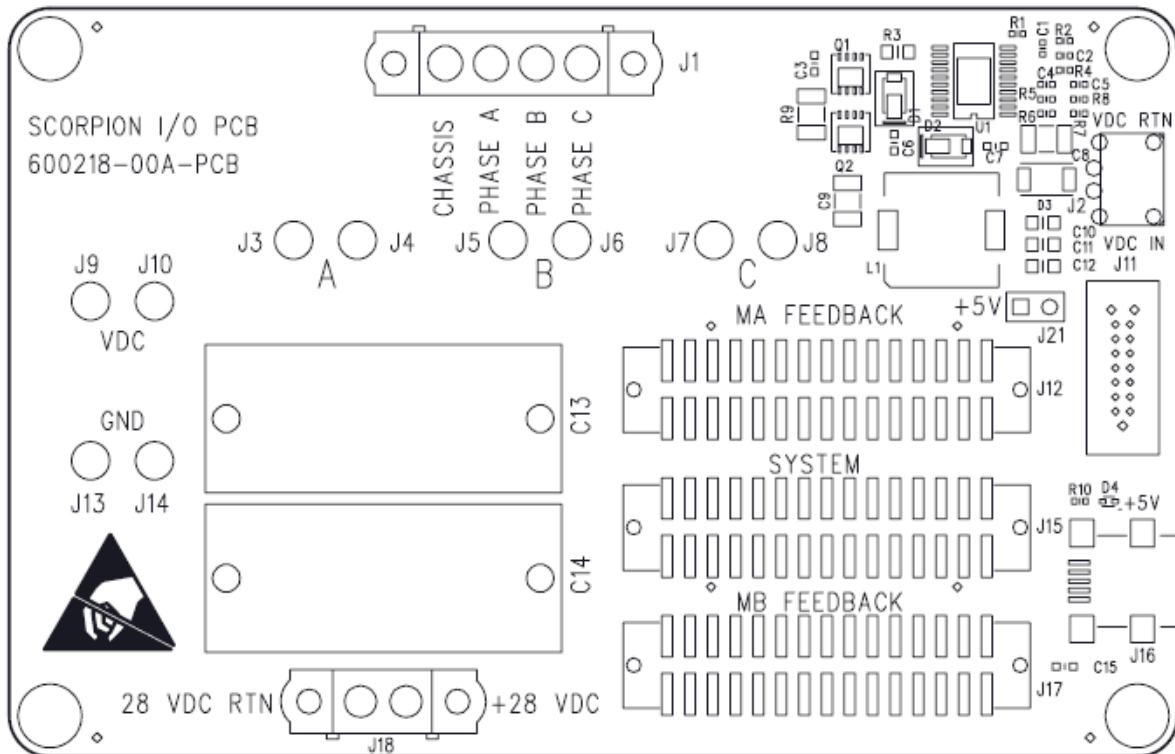 J1
SCORPION I/O PCB
600218-00A-PCB
CHASSIS
PHASE A
PHASE B
PHASE C
C3
Q1
R3
R9
D1
D2
U1
C6
Q2
C7
C9
L1
R1
C1
R2
C2
R4
C4
C5
R5
R8
R6
R7
VDC RTN
C8
J2
D3
C10
C11
C12
VDC IN
J11
J3
J4
A
J5
J6
B
J7
J8
C
J9
J10
VDC
+5V
J21
MA FEEDBACK
J12
C13
GND
J13
J14
SYSTEM
J15
R10
D4
+5V
C14
MB FEEDBACK
J16
J17
C15
28 VDC RTN
+28 VDC
J18